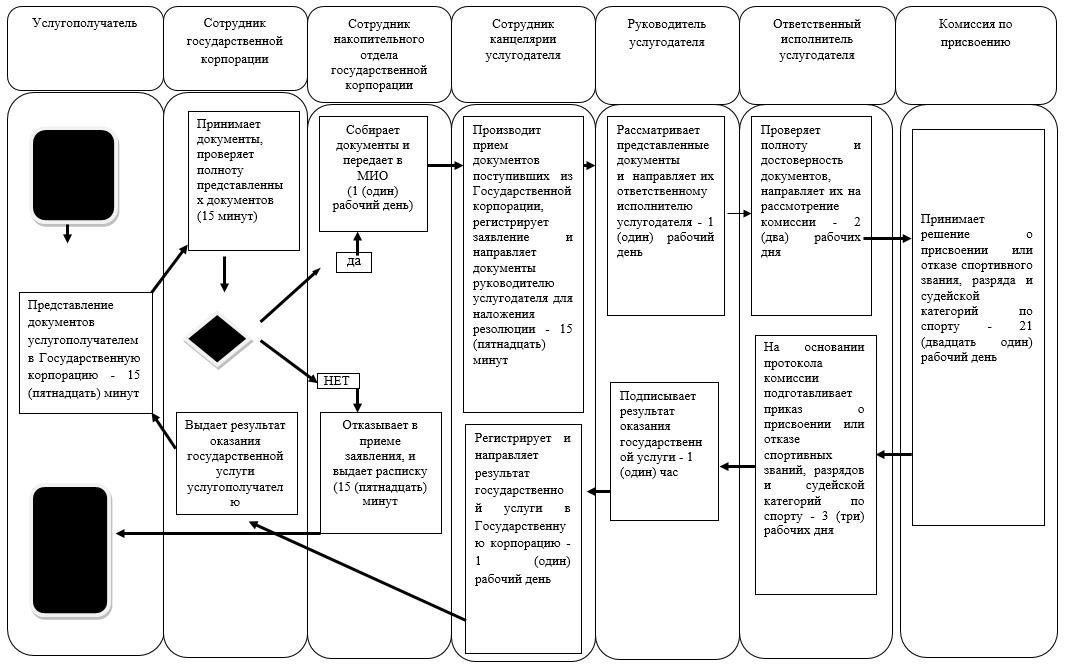 Услугополучатель
Сотрудник
государственной
корпорации
Сотрудник
накопительного
отдела
государственной
корпорации
Сотрудник
канцелярии
услугодателя
Руководитель
услугодателя
Ответственный
исполнитель
услугодателя
Комиссия по
присвоению
Представление
документов
услугополучателем
в Государственную
корпорацию - 15
(пятнадцать) минут
Принимает
документы,
проверяет
полноту
представленны
х документов
(15 минут)
Выдает результат
оказания
государственной
услуги
услугополучател
ю
Собирает
документы и
передает в
МИО
(1 (один)
рабочий день)
да
НЕТ
Отказывает в
приеме
заявления, и
выдает расписку
(15 (пятнадцать)
минут
Производит
прием
документов
поступивших из
Государственной
корпорации,
регистрирует
заявление и
направляет
документы
руководителю
услугодателя для
наложения
резолюции - 15
(пятнадцать)
минут
Регистрирует и
направляет
результат
государственно
й услуги в
Государственну
ю корпорацию -
1 (один)
рабочий день
Рассматривает
представленные
документы
и направляет их
ответственному
исполнителю
услугодателя - 1
(один) рабочий
день
Подписывает
результат
оказания
государственн
ой услуги - 1
(один) час
Проверяет
полноту и
достоверность
документов,
направляет их на
рассмотрение
комиссии - 2
(два) рабочих
дня
На основании
протокола
комиссии
подготавливает
приказ о
присвоении или
отказе
спортивных
званий, разрядов
и судейской
категорий по
спорту - 3 (три)
рабочих дня
Принимает
решение о
присвоении или
отказе спортивного
звания, разряда и
судейской
категорий по
спорту - 21
(двадцать один)
рабочий день